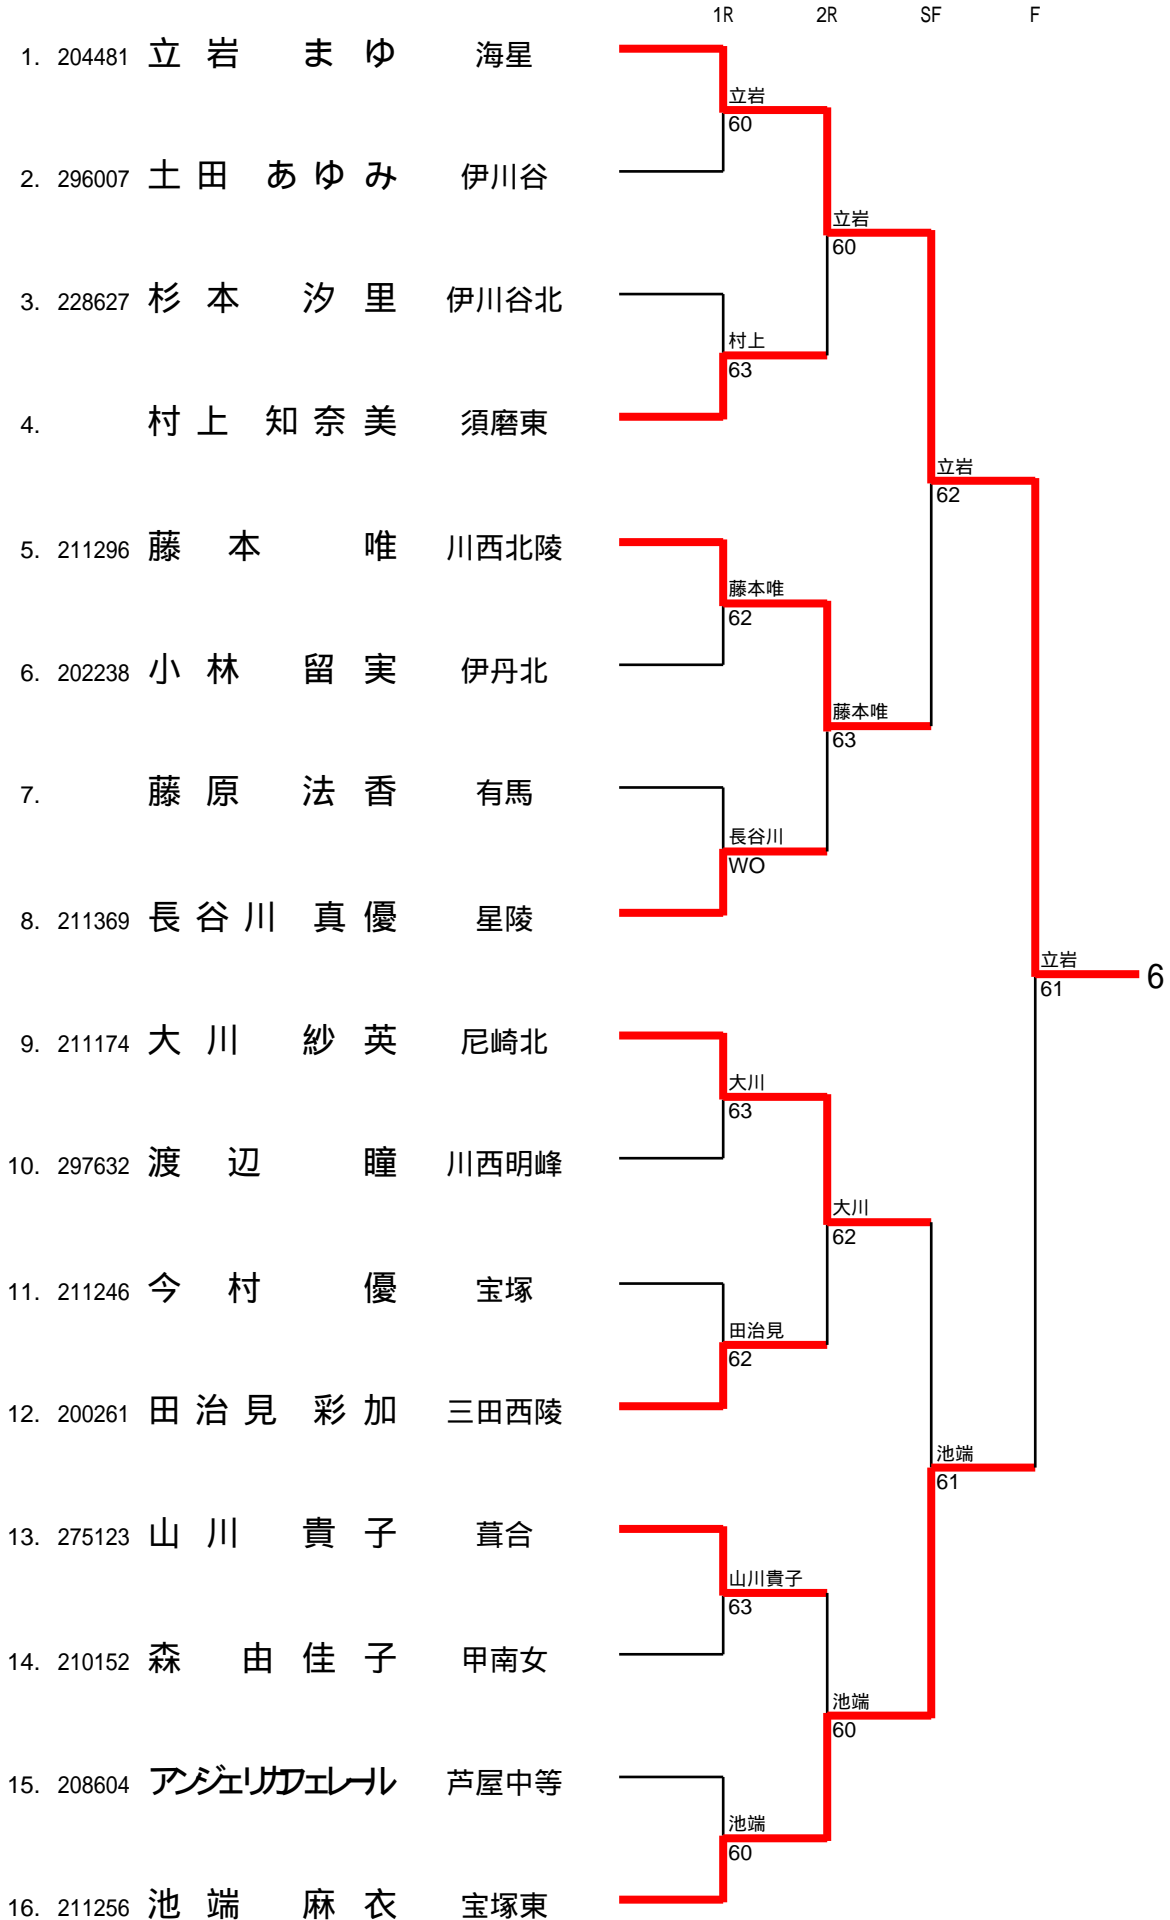 1R 2R SF F
1. 204481 立岩 まゆ 海星
立岩
60
2. 296007 土田 あゆみ 伊川谷
立岩
60
3. 228627 杉本 汐里 伊川谷北
村上
63
4. 村上 知奈美 須磨東
立岩
62
5. 211296 藤本 唯 川西北陵
藤本唯
62
6. 202238 小林 留実 伊丹北
藤本唯
63
7. 藤原 法香 有馬
長谷川
WO
8. 211369 長谷川 真優 星陵
立岩
61
6
9. 211174 大川 紗英 尼崎北
大川
63
10. 297632 渡辺 瞳 川西明峰
大川
62
11. 211246 今村 優 宝塚
田治見
62
12. 200261 田治見 彩加 三田西陵
池端
61
13. 275123 山川 貴子 葺合
山川貴子
63
14. 210152 森 由佳子 甲南女
池端
60
15. 208604 アンジェリカフェレール 芦屋中等
池端
60
16. 211256 池端 麻衣 宝塚東